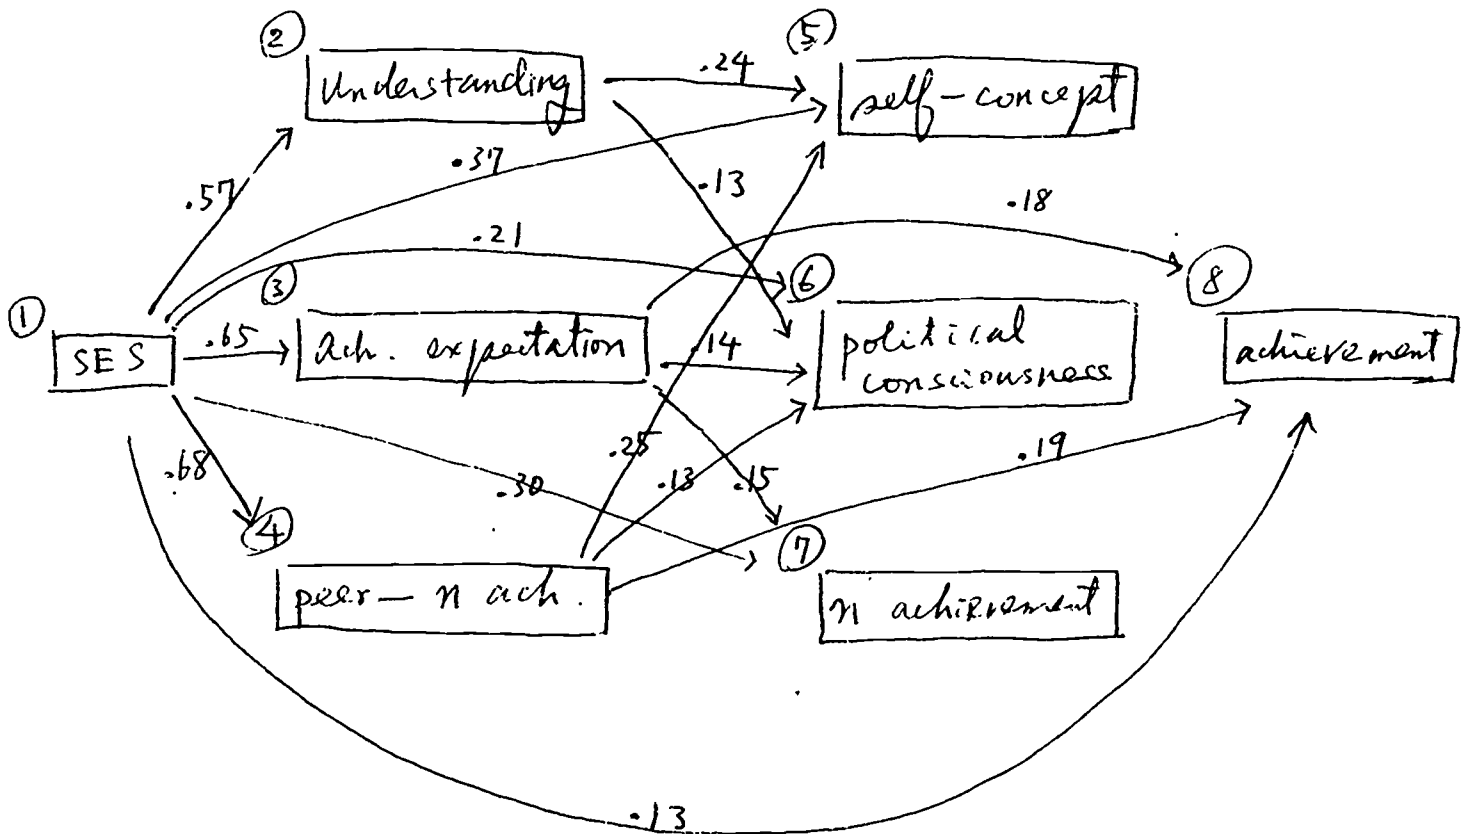 ② ⑤
Understanding .24 self-concept
.37
.57 .13 .18
.21
① ③ ⑥ ⑧
SES .65 Ach. expectation .14 political
consciousness achievement
.68 .30 .25 .13 .15 .19
④ ⑦
peer— n ach. n achievement
.13